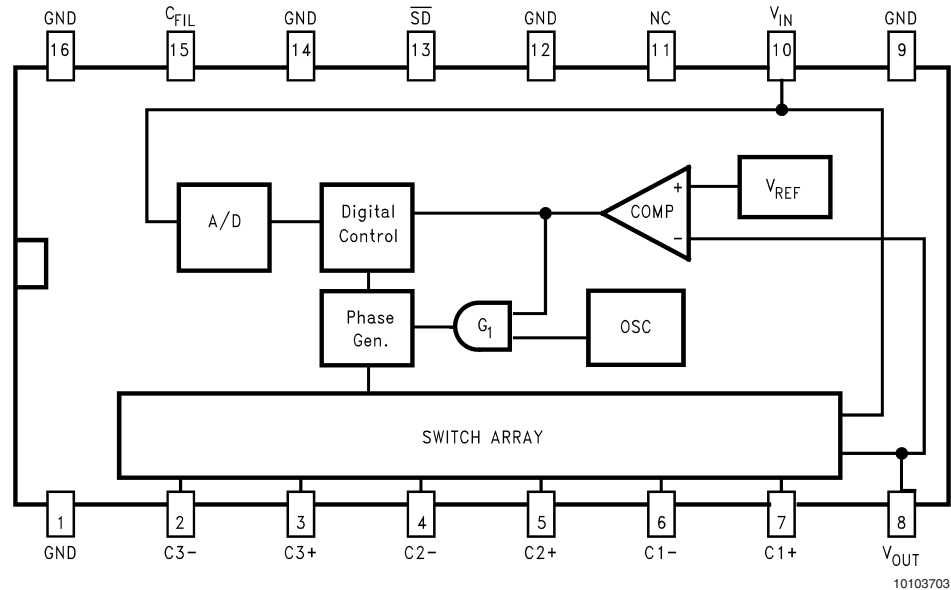 GND C_FIL GND SD GND NC V_IN GND
16 15 14 13 12 11 10 9
A/D
Digital
Control
COMP
+
−
V_REF
Phase
Gen.
G_1
OSC
SWITCH ARRAY
1 2 3 4 5 6 7 8
GND C3− C3+ C2− C2+ C1− C1+ V_OUT
10103703